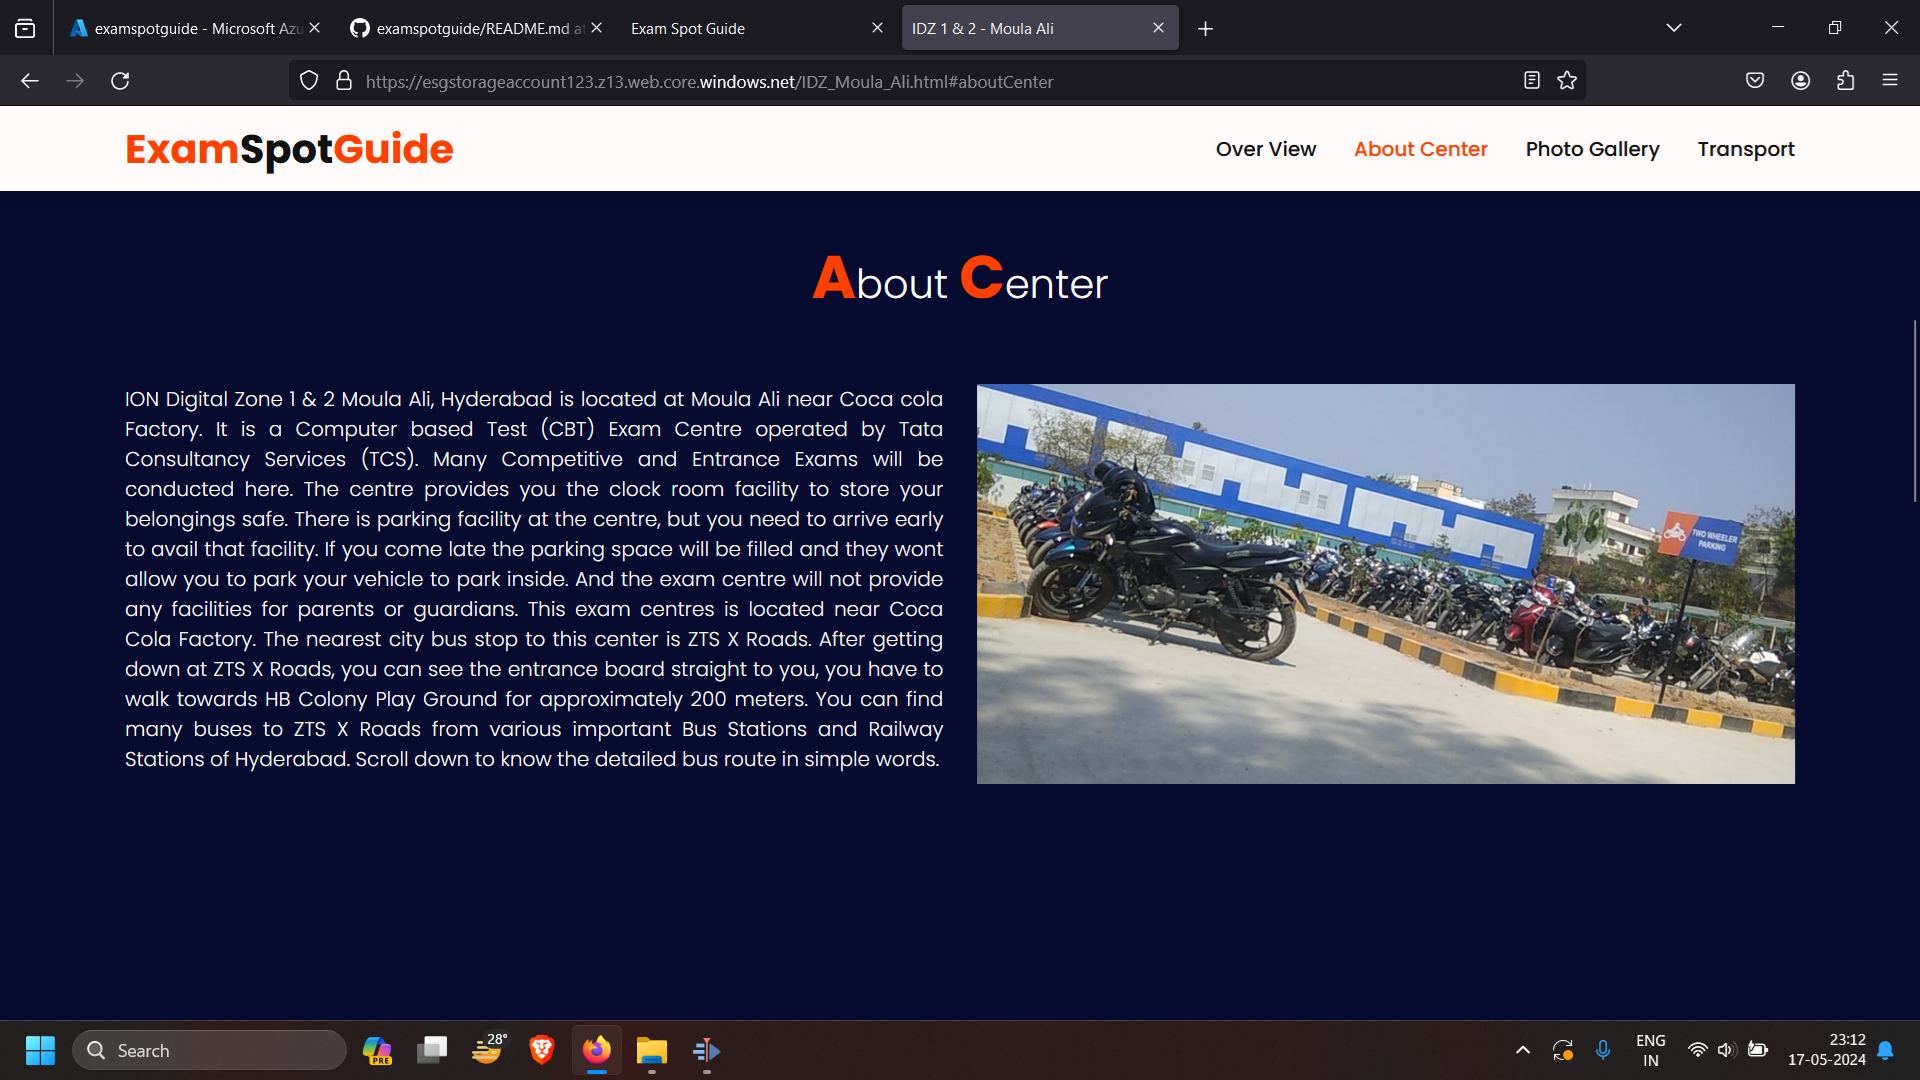 examspotguide - Microsoft Azu
examspotguide/README.md at
Exam Spot Guide
IDZ 1 & 2 - Moula Ali
https://esgstorageaccount123.z13.web.core.windows.net/IDZ_Moula_Ali.html#aboutCenter
ExamSpotGuide
Over View
About Center
Photo Gallery
Transport
About Center
ION Digital Zone 1 & 2 Moula Ali, Hyderabad is located at Moula Ali near Coca cola
Factory. It is a Computer based Test (CBT) Exam Centre operated by Tata
Consultancy Services (TCS). Many Competitive and Entrance Exams will be
conducted here. The centre provides you the clock room facility to store your
belongings safe. There is parking facility at the centre, but you need to arrive early
to avail that facility. If you come late the parking space will be filled and they wont
allow you to park your vehicle to park inside. And the exam centre will not provide
any facilities for parents or guardians. This exam centres is located near Coca
Cola Factory. The nearest city bus stop to this center is ZTS X Roads. After getting
down at ZTS X Roads, you can see the entrance board straight to you, you have to
walk towards HB Colony Play Ground for approximately 200 meters. You can find
many buses to ZTS X Roads from various important Bus Stations and Railway
Stations of Hyderabad. Scroll down to know the detailed bus route in simple words.
TWO WHEELER
PARKING
Search
PRE
28°
ENG
IN
23:12
17-05-2024